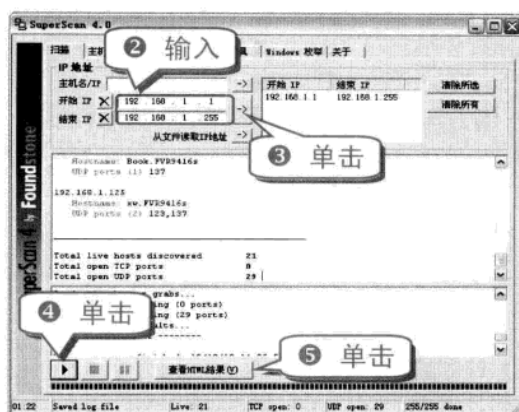 SuperScan 4.0
扫描
❷ 输入
Windows 枚举 关于
IP 地址
主机名/IP
->
开始 IP X 192 . 168 . 1 . 1
结束 IP X 192 . 168 . 1 . 255
->
从文件读取IP地址 ->
开始 IP 结束 IP
192.168.1.1 192.168.1.255
清除所选
清除所有
❸ 单击
SuperScan 4 by Foundstone
Hostname: Book.FVR9416s
UDP ports (1) 137
192.168.1.125
Hostname: xw.FVR9416s
UDP ports (2) 123,137
Total live hosts discovered 21
Total open TCP ports 0
Total open UDP ports 29
grabs...
ing (0 ports)
ing (29 ports)
ults...
--------
❹ 单击
查看HTML结果(V)
❺ 单击
01:22 Saved log file Live: 21 TCP open: 0 UDP open: 29 255/255 done